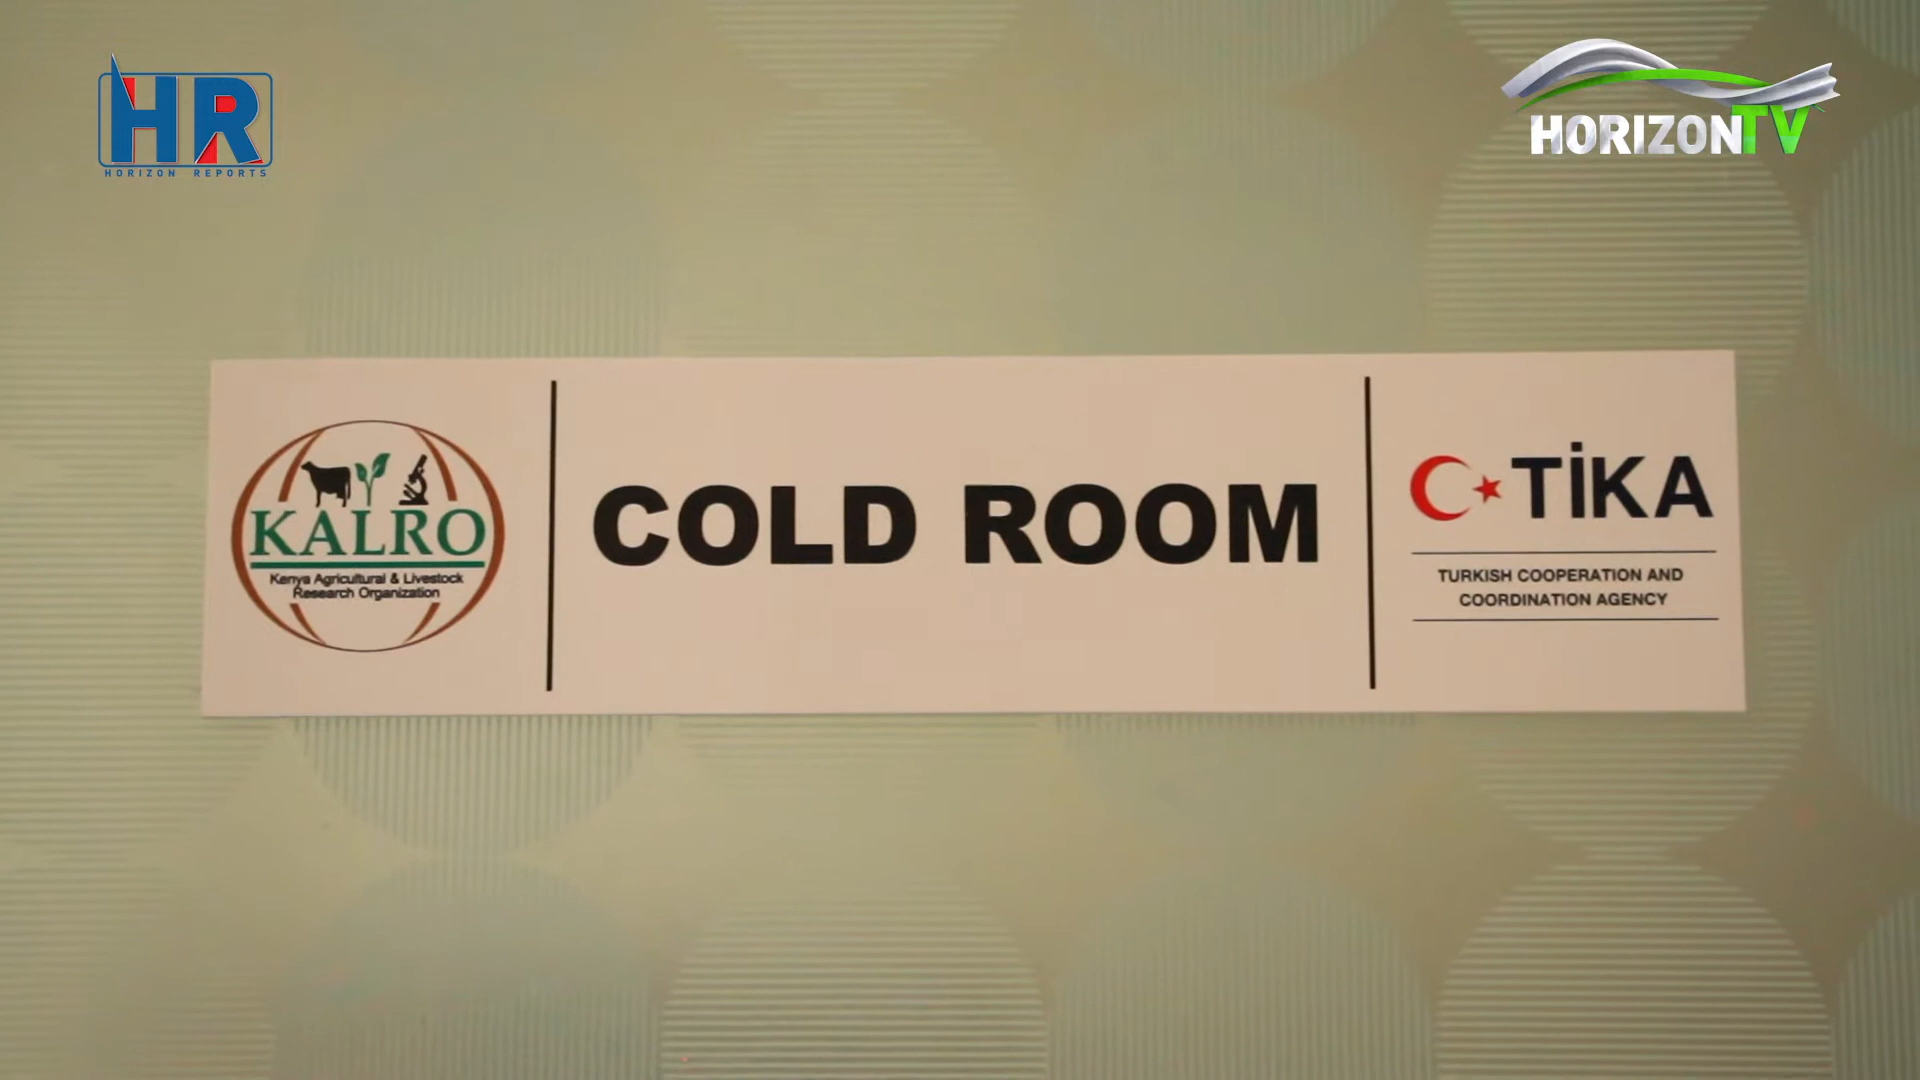 HR
HORIZON REPORTS
HORIZONTV
KALRO
Kenya Agricultural & Livestock
Research Organization
COLD ROOM
TİKA
TURKISH COOPERATION AND
COORDINATION AGENCY